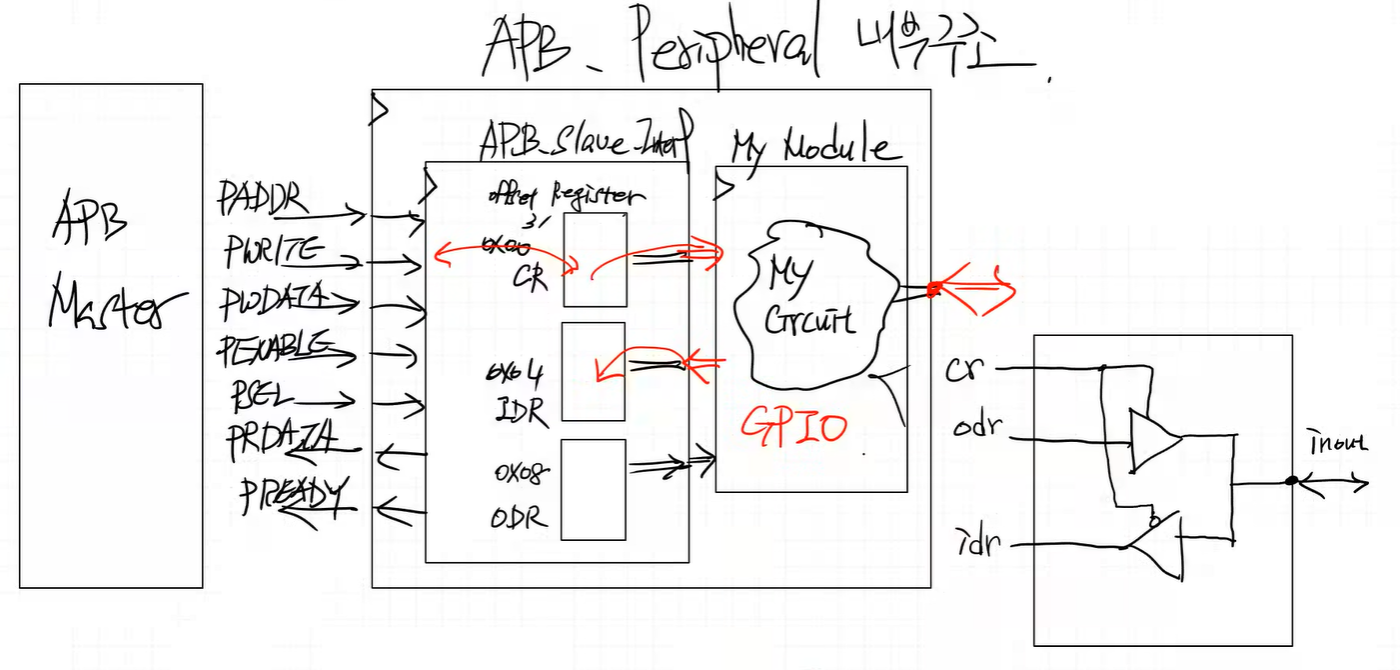 APB_Peripheral 내부구조.
APB
Master
PADDR
PWRITE
PWDATA
PENABLE
PSEL
PRDATA
PREADY
APB_Slave_Intf
offset Register
31
0x00
CR
0x04
IDR
0x08
ODR
My Module
My
Circuit
GPIO
cr
odr
idr
inout